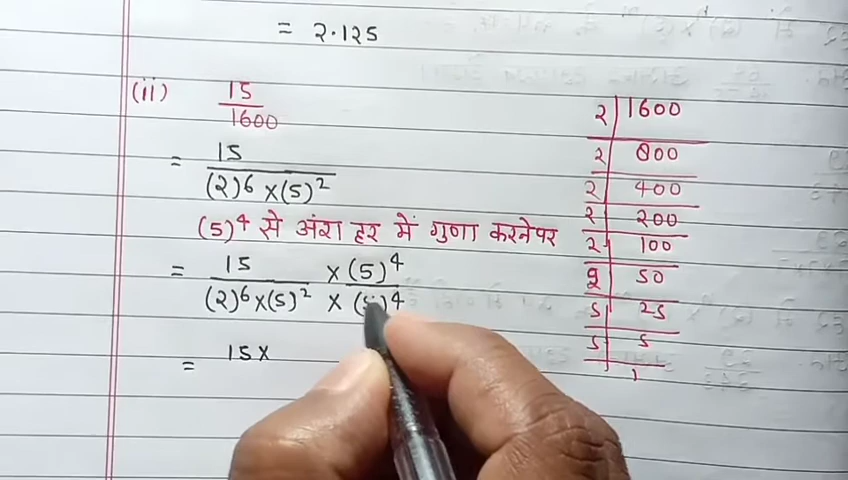 = 2.125
(ii) 15/1600
= 15/(2)⁶×(5)²
(5)⁴ से अंश हर में गुणा करनेपर
= 15/(2)⁶×(5)² ×(5)⁴/×(5)⁴
= 15×
2 | 1600
2 | 800
2 | 400
2 | 200
2 | 100
2 | 50
5 | 25
5 | 5
1